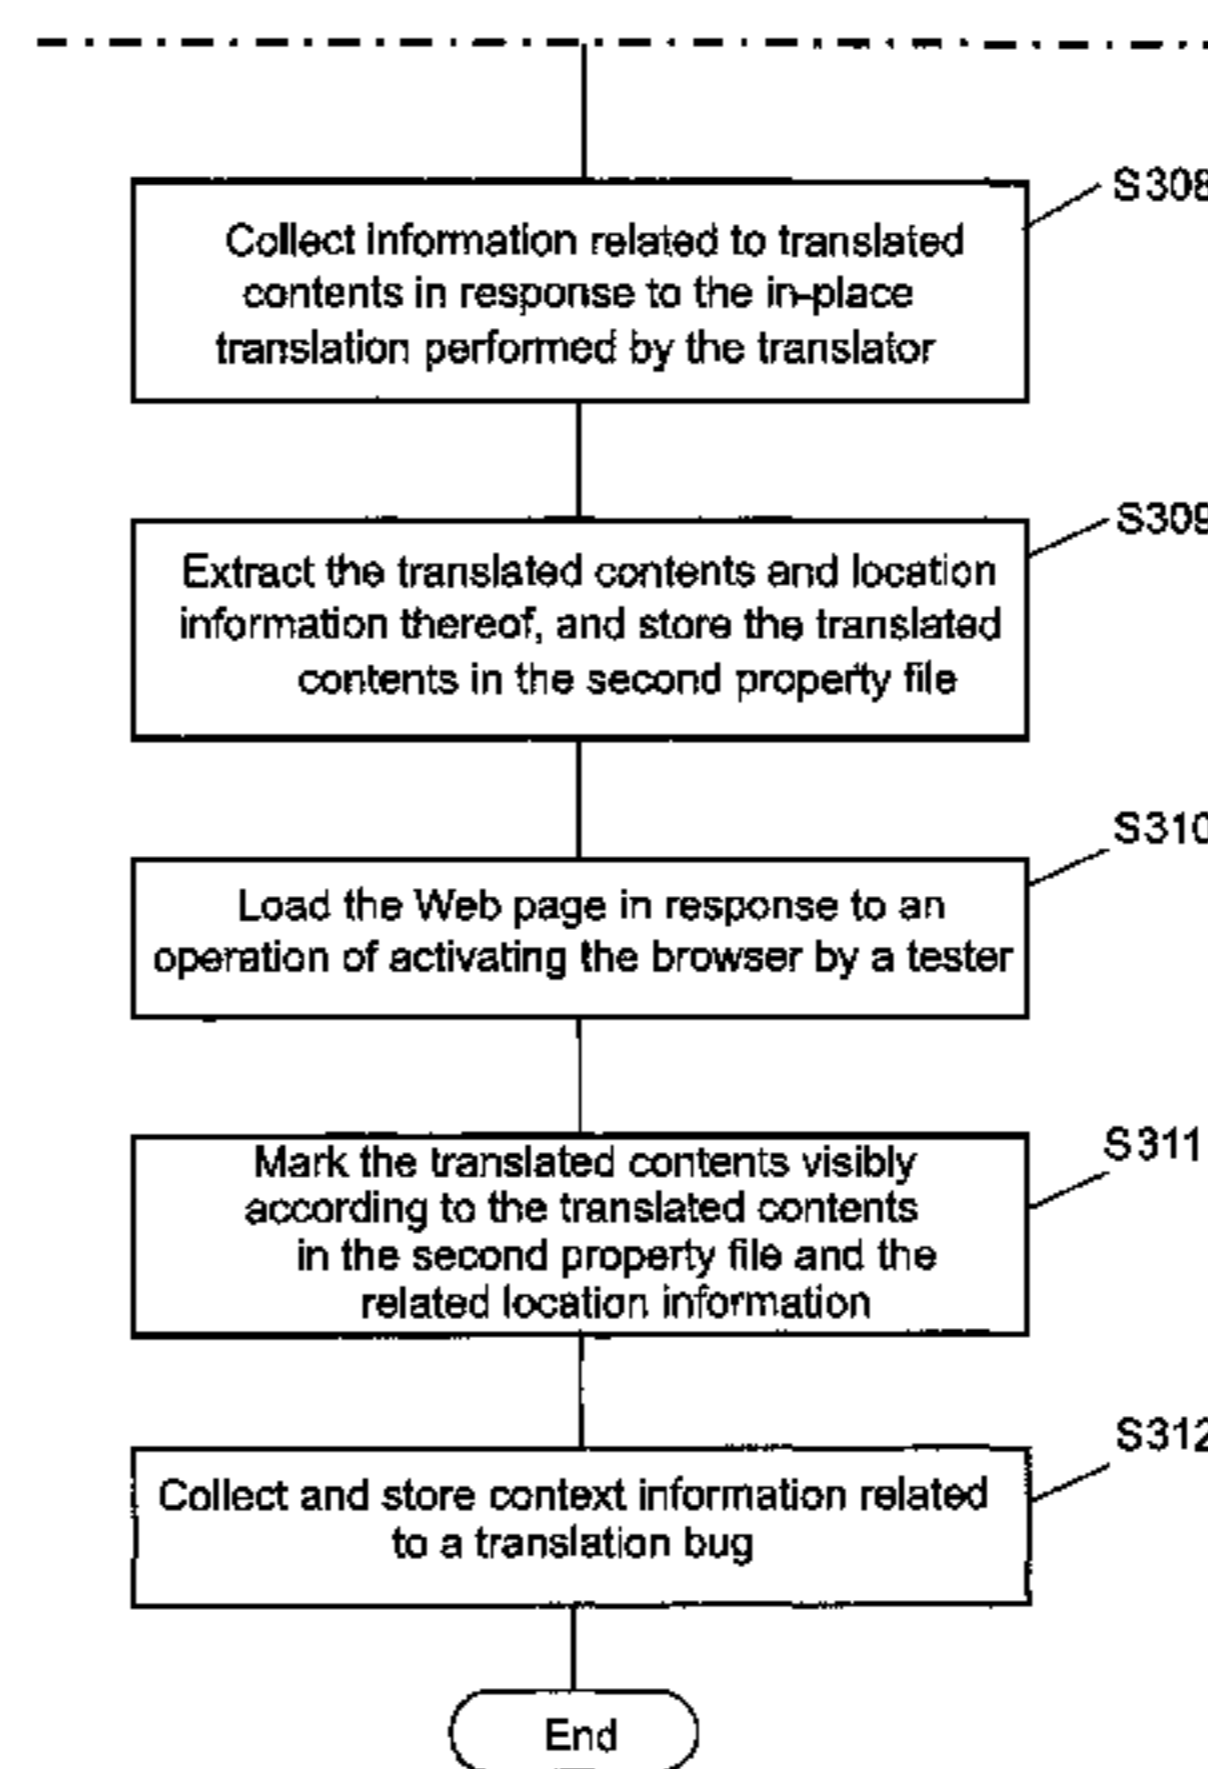 S308
Collect information related to translated
contents in response to the in-place
translation performed by the translator
S309
Extract the translated contents and location
information thereof, and store the translated
contents in the second property file
S310
Load the Web page in response to an
operation of activating the browser by a tester
S311
Mark the translated contents visibly
according to the translated contents
in the second property file and the
related location information
S312
Collect and store context information related
to a translation bug
End